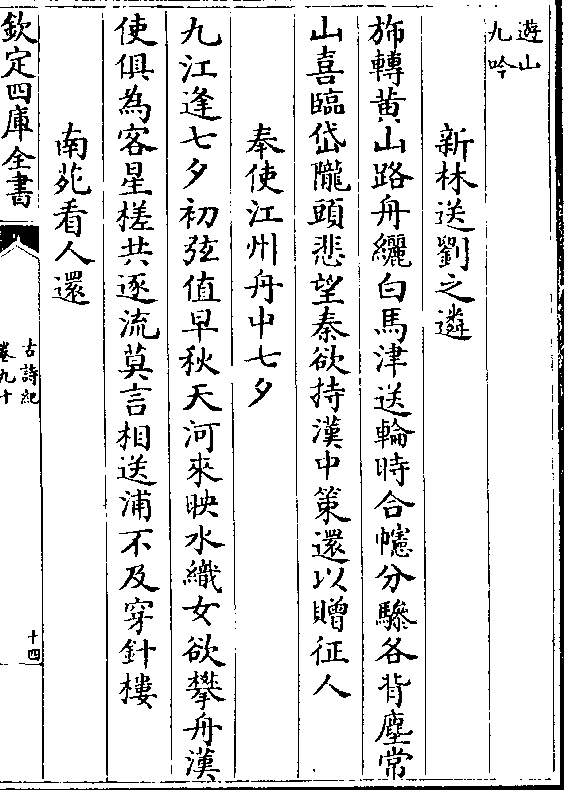 遊山
九吟
新林送劉之遴
斾轉黄山路舟纚白馬津送輪時合幰分驂各背塵常
山喜臨岱隴頭悲望秦欲持漢中策還以贈征人
奉使江州舟中七夕
九江逢七夕初弦值早秋天河來映水織女欲攀舟漢
使俱為客星槎共逐流莫言相送浦不及穿針樓
南苑看人還
欽定四庫全書
古詩紀
卷九十
十四